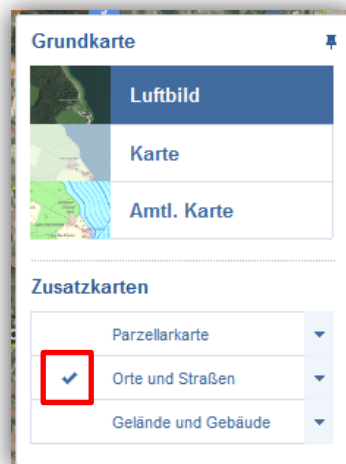 Grundkarte
Luftbild
Karte
Amtl. Karte
Zusatzkarten
Parzellarkarte
Orte und Straßen
Gelände und Gebäude